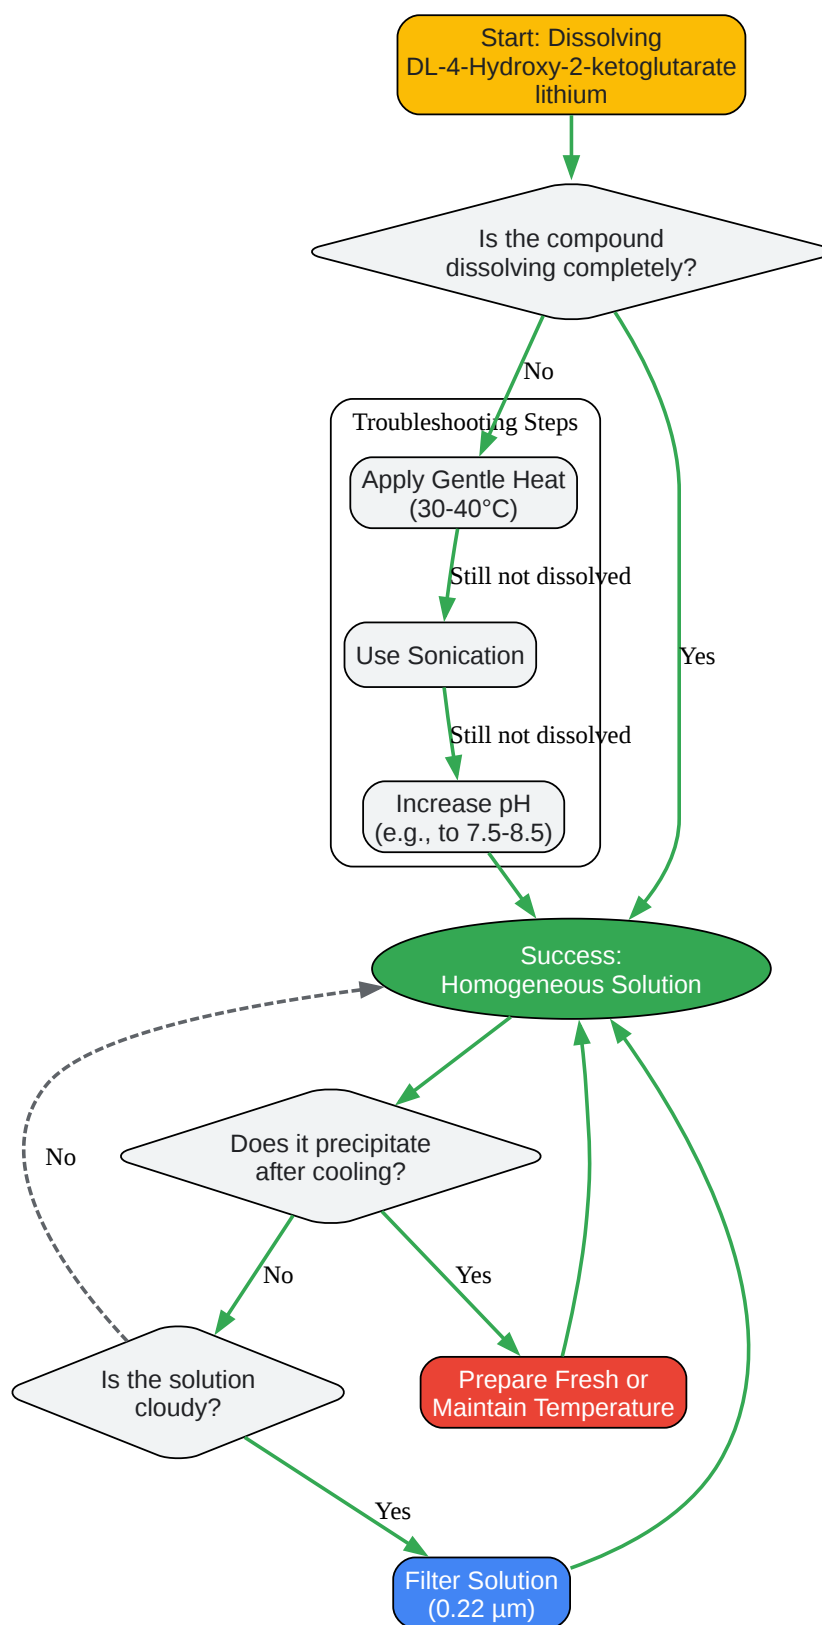 Start: Dissolving
DL-4-Hydroxy-2-ketoglutarate
lithium
Is the compound
dissolving completely?
No
Troubleshooting Steps
Apply Gentle Heat
(30-40°C)
Still not dissolved
Use Sonication
Yes
Still not dissolved
Increase pH
(e.g., to 7.5-8.5)
Success:
Homogeneous Solution
Does it precipitate
after cooling?
No
No
Yes
Is the solution
cloudy?
Prepare Fresh or
Maintain Temperature
Yes
Filter Solution
(0.22 µm)